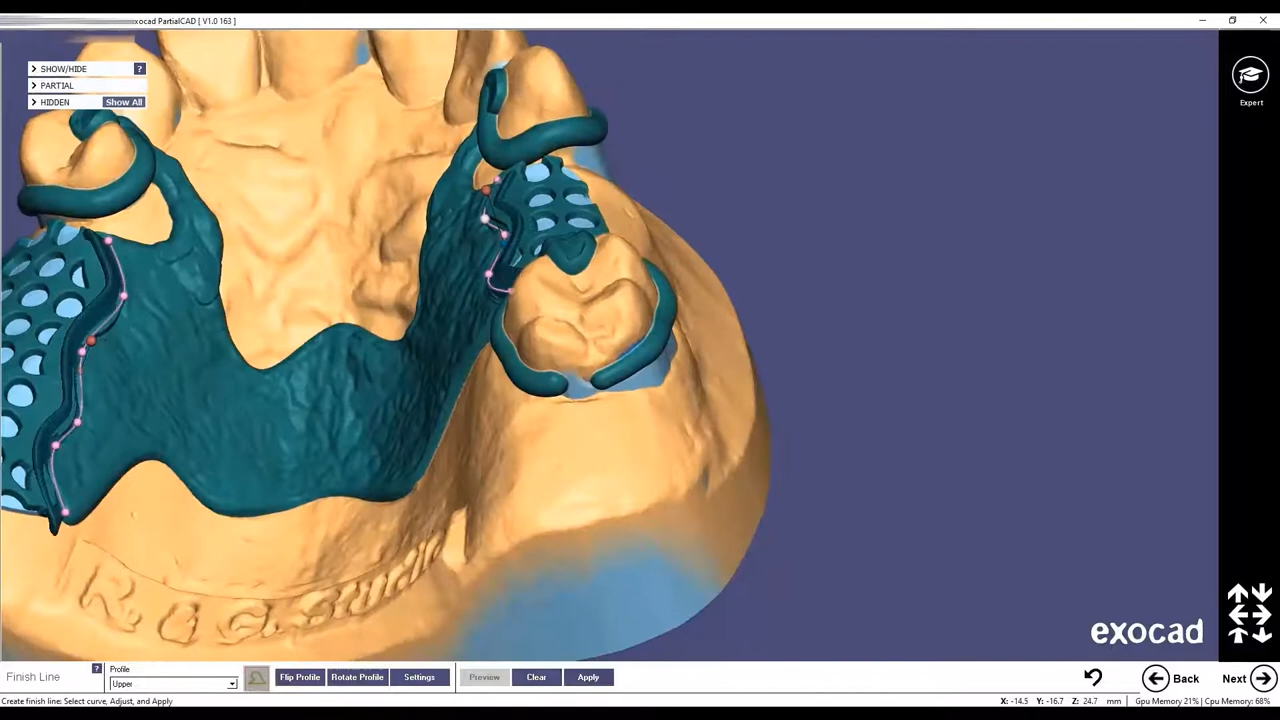 xocad PartialCAD [ V1.0 163 ]
SHOW/HIDE ?
PARTIAL
HIDDEN Show All
Expert
exocad
Finish Line ?
Profile
Upper
Flip Profile Rotate Profile Settings Preview Clear Apply
Back Next
Create finish line: Select curve, Adjust, and Apply
X: -14.5 Y: -16.7 Z: 24.7 mm Gpu Memory 21% | Cpu Memory: 68%